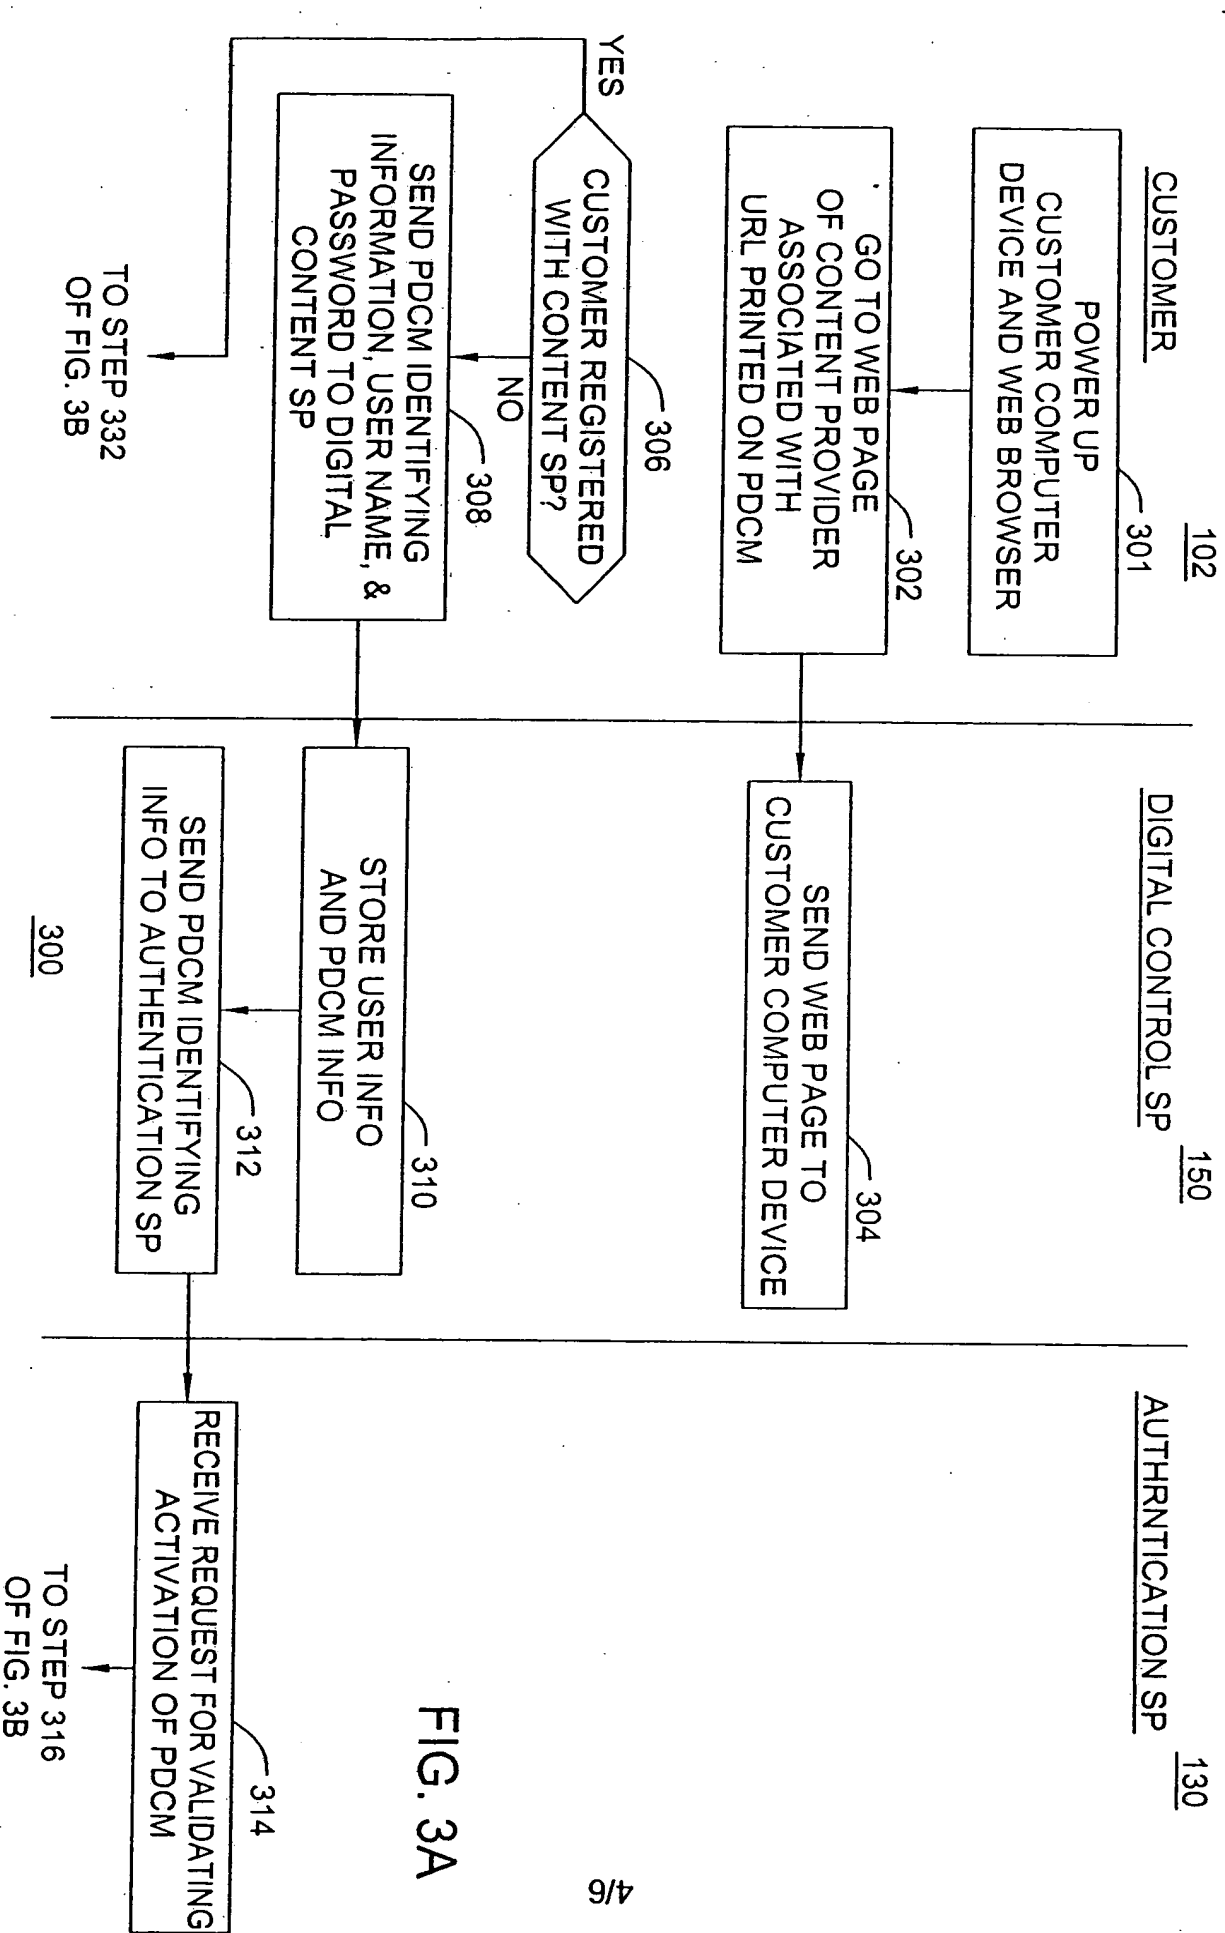 4/6
CUSTOMER
102
DIGITAL CONTROL SP
150
AUTHRNTICATION SP
130
POWER UP
CUSTOMER COMPUTER
DEVICE AND WEB BROWSER
301
GO TO WEB PAGE
OF CONTENT PROVIDER
ASSOCIATED WITH
URL PRINTED ON PDCM
302
SEND WEB PAGE TO
CUSTOMER COMPUTER DEVICE
304
CUSTOMER REGISTERED
WITH CONTENT SP?
306
YES
NO
SEND PDCM IDENTIFYING
INFORMATION, USER NAME, &
PASSWORD TO DIGITAL
CONTENT SP
308
STORE USER INFO
AND PDCM INFO
310
SEND PDCM IDENTIFYING
INFO TO AUTHENTICATION SP
312
RECEIVE REQUEST FOR VALIDATING
ACTIVATION OF PDCM
314
TO STEP 332
OF FIG. 3B
TO STEP 316
OF FIG. 3B
300
FIG. 3A